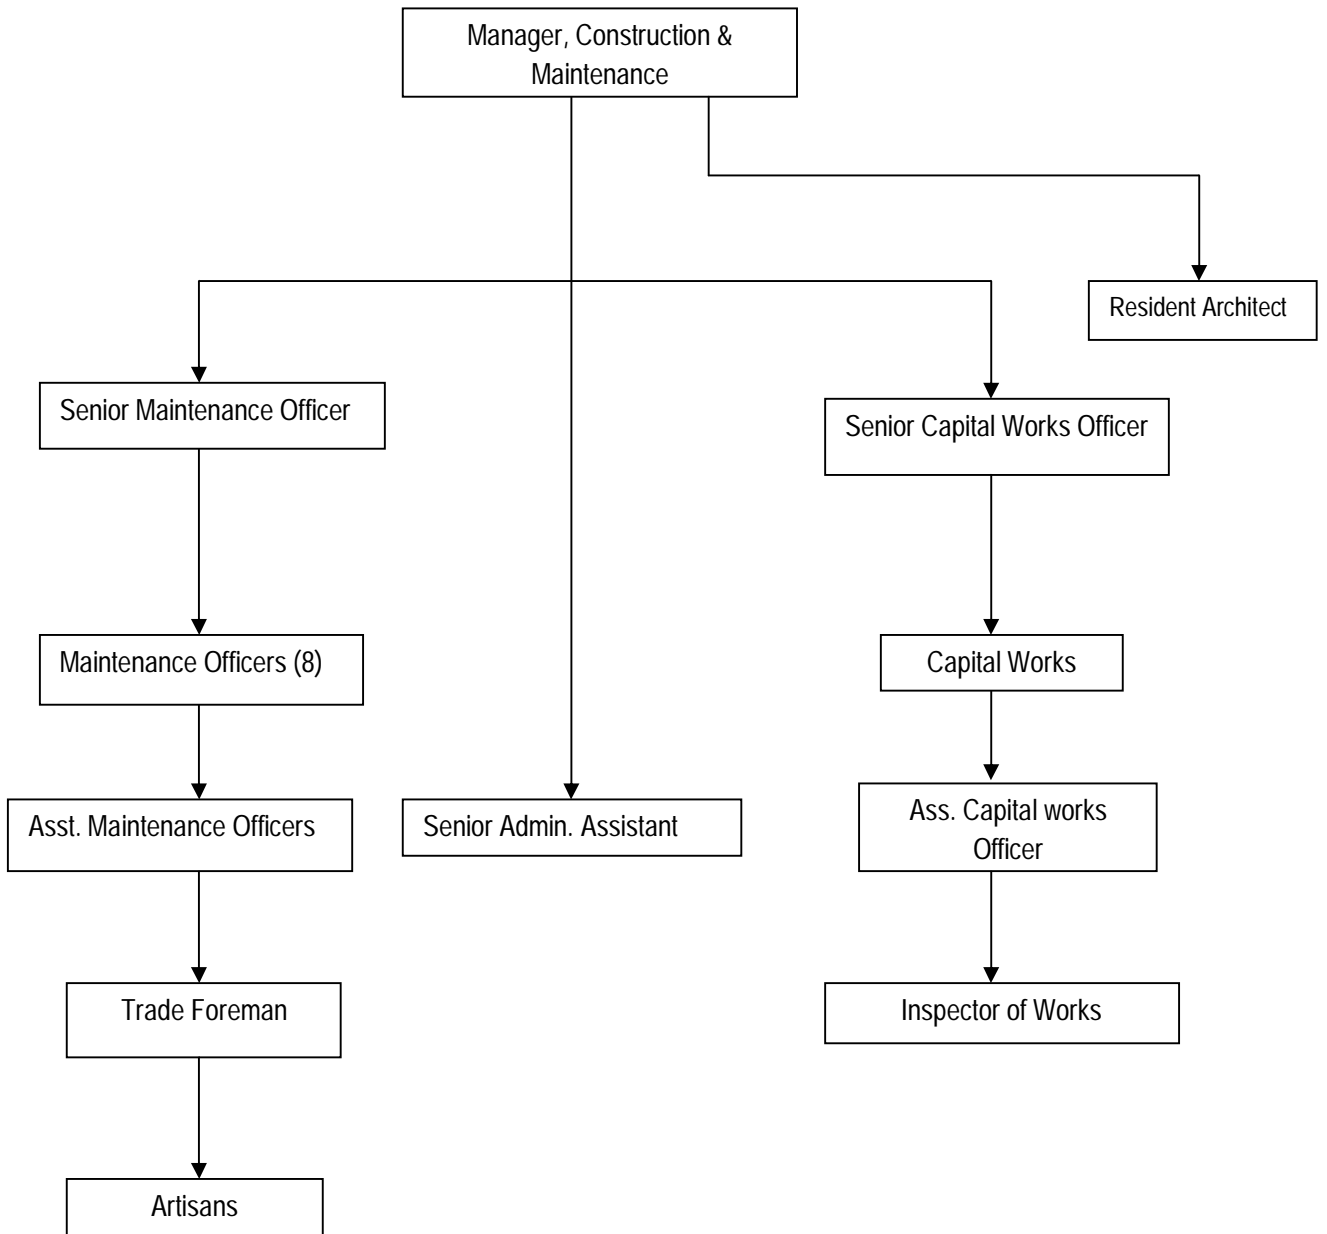 Manager, Construction &
Maintenance
Resident Architect
Senior Maintenance Officer
Senior Capital Works Officer
Maintenance Officers (8)
Capital Works
Asst. Maintenance Officers
Senior Admin. Assistant
Ass. Capital works
Officer
Trade Foreman
Inspector of Works
Artisans